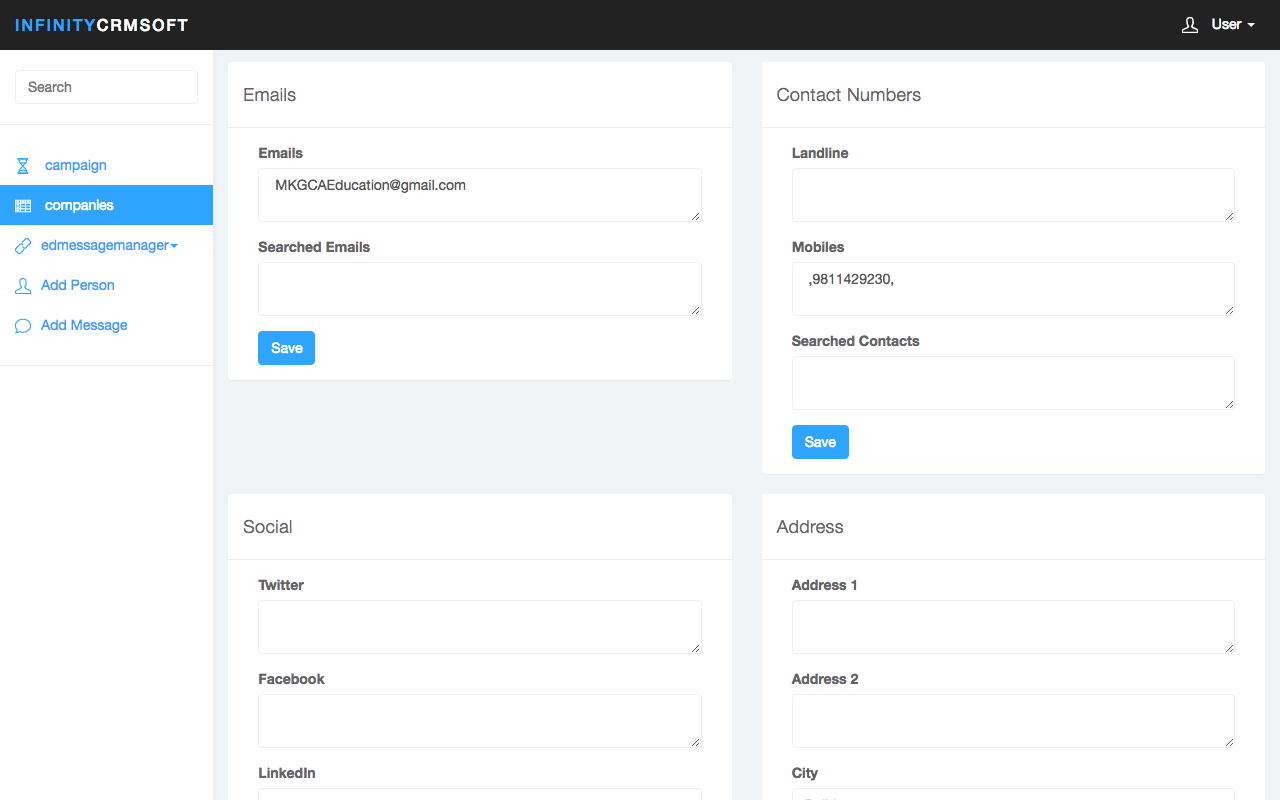 INFINITYCRMSOFT
User
Search
campaign
companies
edmessagemanager
Add Person
Add Message
Emails
Emails
MKGCAEducation@gmail.com
Searched Emails
Save
Contact Numbers
Landline
Mobiles
,9811429230,
Searched Contacts
Save
Social
Twitter
Facebook
LinkedIn
Address
Address 1
Address 2
City